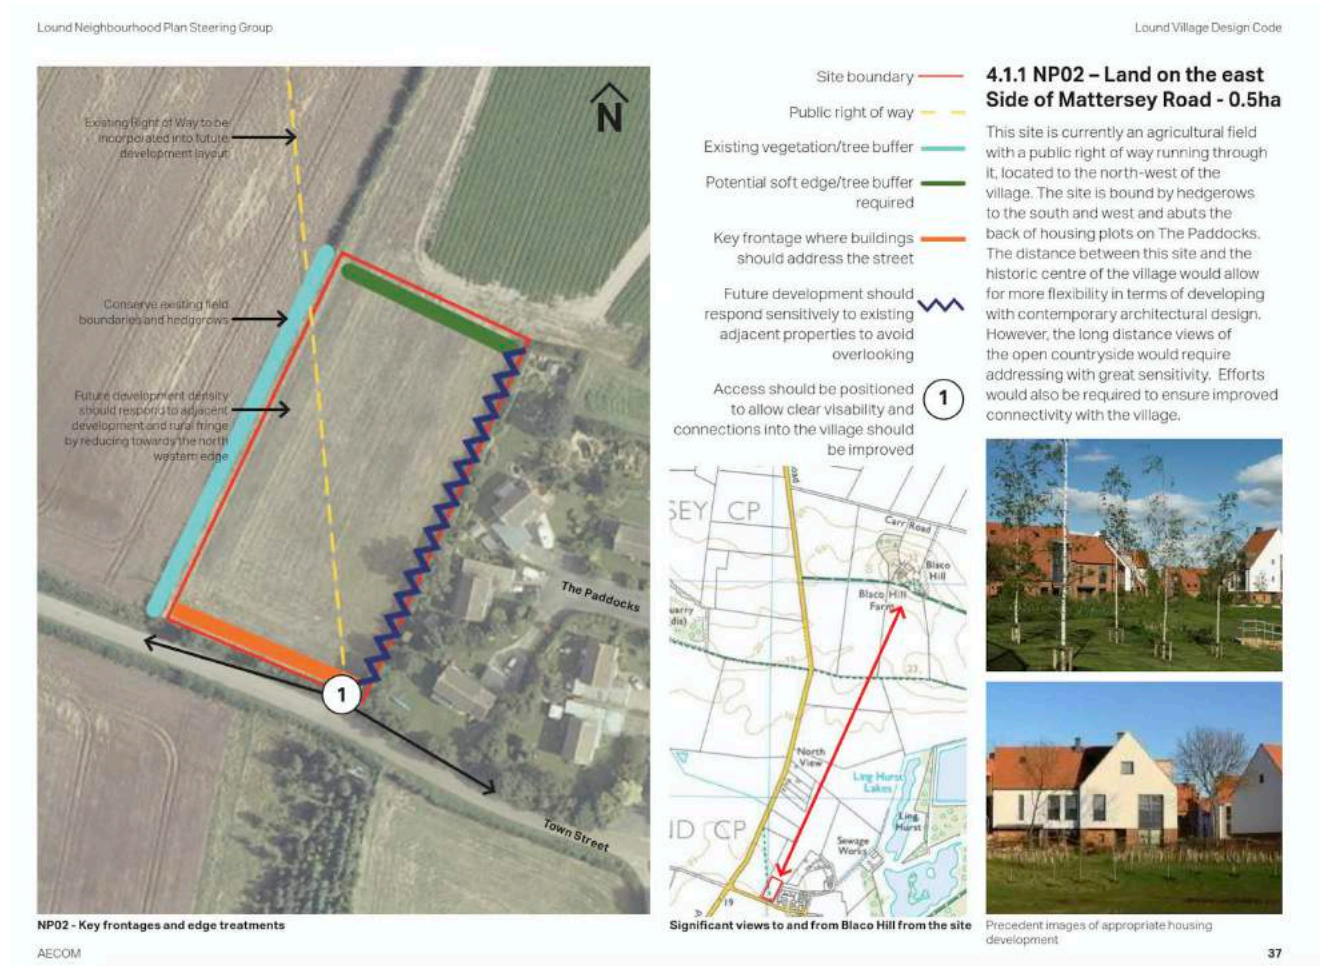 Lound Neighbourhood Plan Steering Group
Lound Village Design Code
Existing Right of Way to be
incorporated into future
development layout
N
Conserve existing field
boundaries and hedgerows
Future development density
should respond to adjacent
development and rural fringe
by reducing towards the north
western edge
The Paddocks
1
Town Street
NP02 - Key frontages and edge treatments
Site boundary
Public right of way
Existing vegetation/tree buffer
Potential soft edge/tree buffer
required
Key frontage where buildings
should address the street
Future development should
respond sensitively to existing
adjacent properties to avoid
overlooking
Access should be positioned
to allow clear visability and
connections into the village should
be improved
1
SEY CP
Carr Road
Blaco
Hill
Blaco Hill
Farm
North
View
Ling Hurst
Lakes
Ling
Hurst
ND CP
Sewage
Works
19
Significant views to and from Blaco Hill from the site
4.1.1 NP02 – Land on the east
Side of Mattersey Road - 0.5ha
This site is currently an agricultural field
with a public right of way running through
it, located to the north-west of the
village. The site is bound by hedgerows
to the south and west and abuts the
back of housing plots on The Paddocks.
The distance between this site and the
historic centre of the village would allow
for more flexibility in terms of developing
with contemporary architectural design.
However, the long distance views of
the open countryside would require
addressing with great sensitivity. Efforts
would also be required to ensure improved
connectivity with the village.
Precedent images of appropriate housing
development
AECOM
37